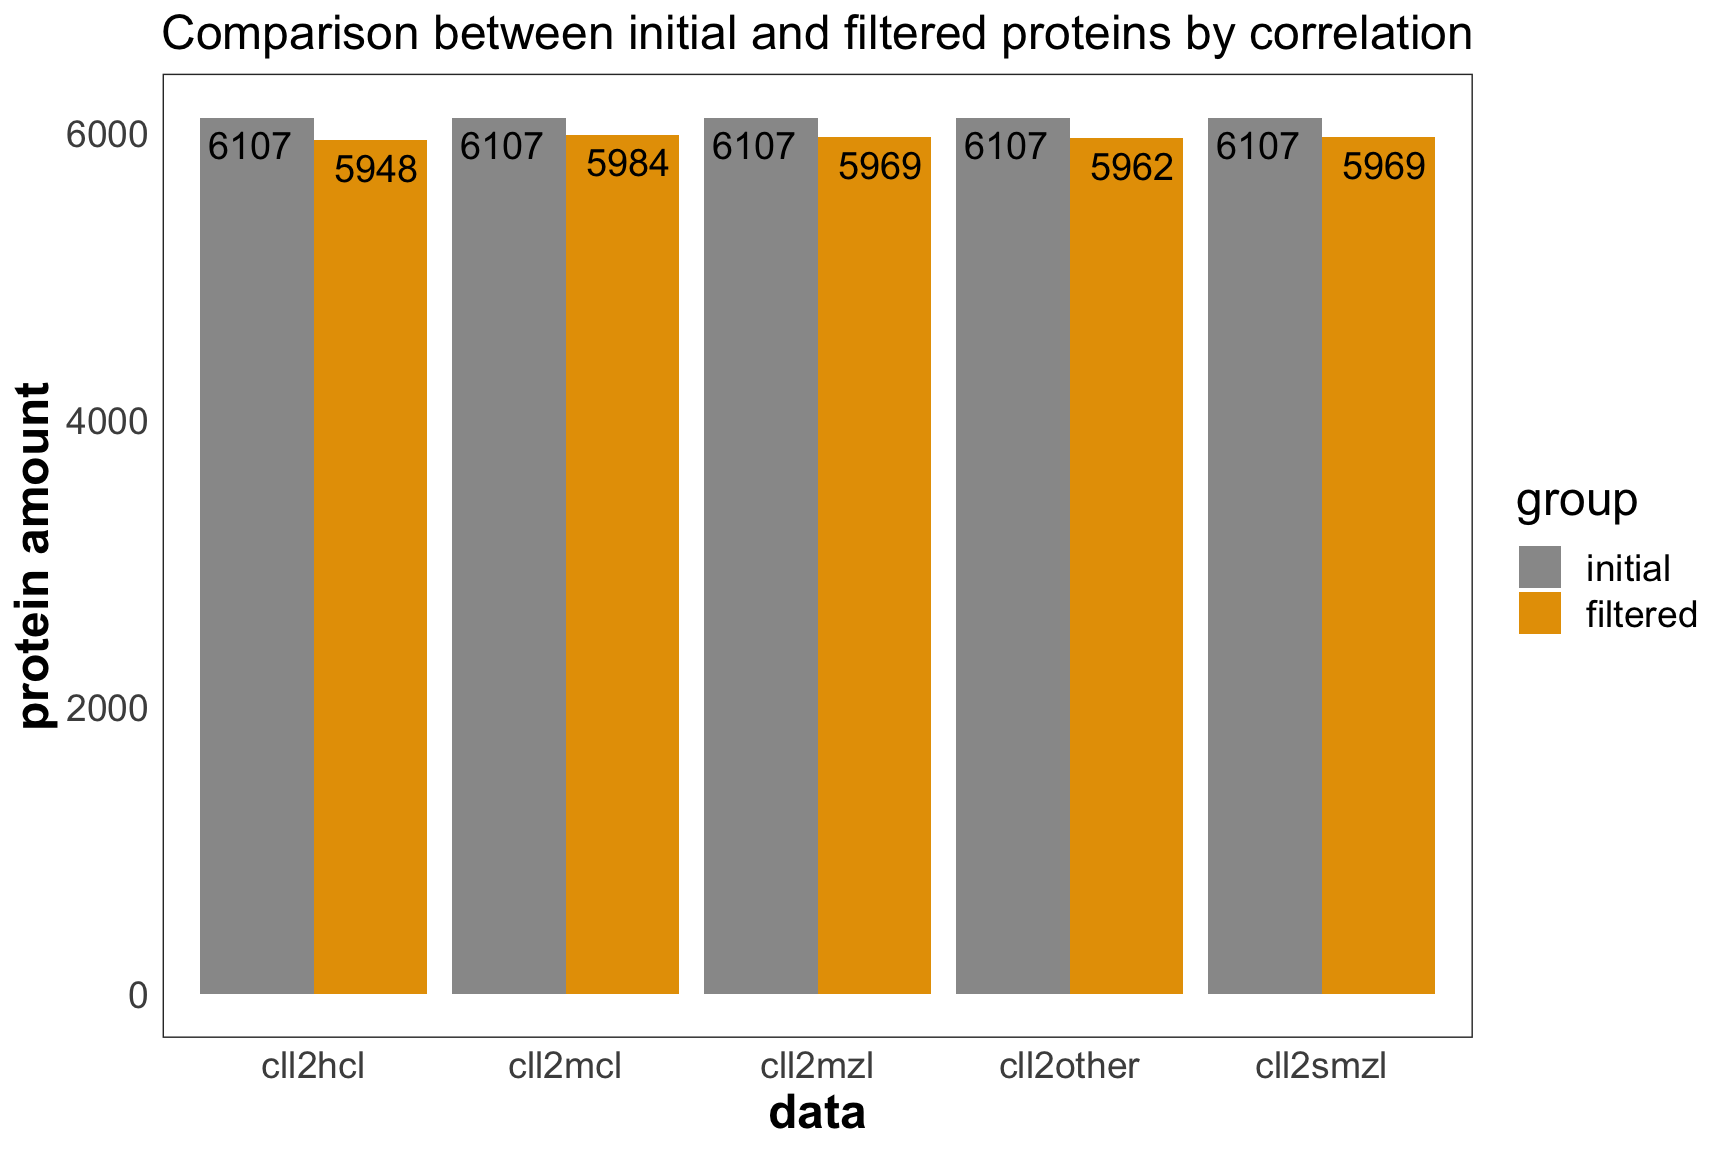 Comparison between initial and filtered proteins by correlation
protein amount
6000
4000
2000
0
6107
5948
6107
5984
6107
5969
6107
5962
6107
5969
cll2hcl
cll2mcl
cll2mzl
cll2other
cll2smzl
data
group
initial
filtered